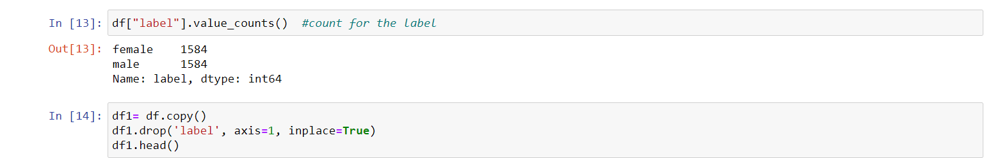 In [13]: df["label"].value_counts()  #count for the label
Out[13]: female    1584
male      1584
Name: label, dtype: int64
In [14]: df1= df.copy()
df1.drop('label', axis=1, inplace=True)
df1.head()